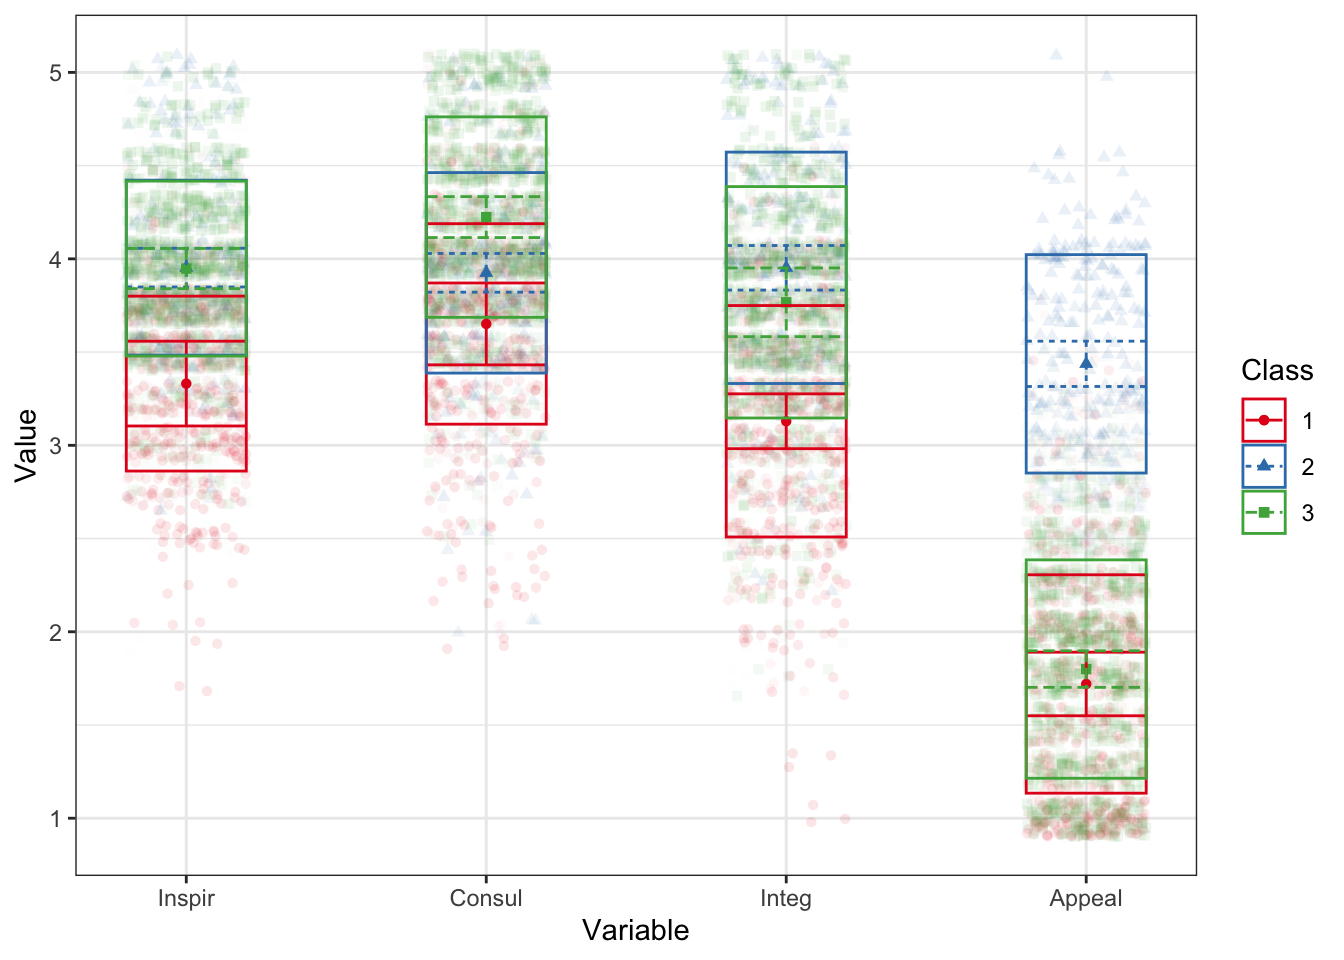 5
4
3
2
1
Value
Inspir
Consul
Integ
Appeal
Variable
Class
1
2
3